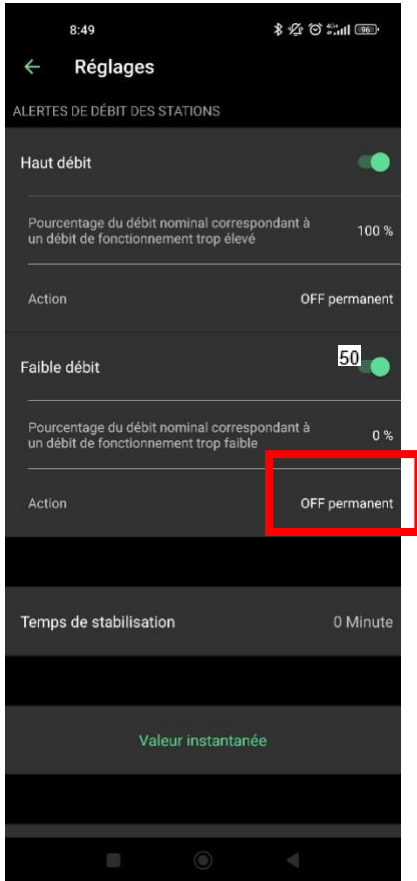 8:49
4G+
96
Réglages
ALERTES DE DÉBIT DES STATIONS
Haut débit
Pourcentage du débit nominal correspondant à
un débit de fonctionnement trop élevé
100 %
Action
OFF permanent
Faible débit
50
Pourcentage du débit nominal correspondant à
un débit de fonctionnement trop faible
0 %
Action
OFF permanent
Temps de stabilisation
0 Minute
Valeur instantanée